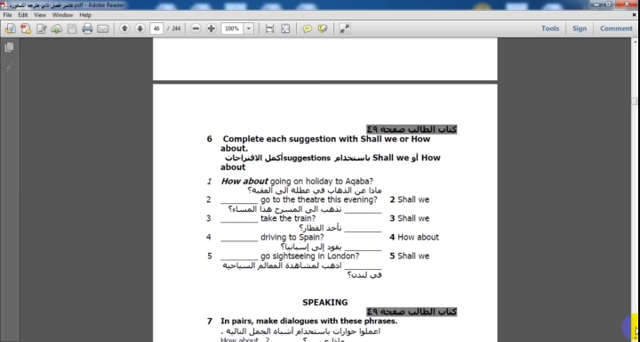 .pdf - Adobe Reader
File Edit View Window Help
46 / 244 100% Tools Sign Comment
كتاب الطالب صفحة ٤٩
6 Complete each suggestion with Shall we or How
about.
أكمل الاقتراحات suggestions باستخدام Shall we أو How
about
1 How about going on holiday to Aqaba?
ماذا عن الذهاب في عطلة الى العقبة؟
2 ________ go to the theatre this evening? 2 Shall we
________ نذهب الى المسرح هذا المساء؟
3 ________ take the train? 3 Shall we
________ نأخذ القطار؟
4 ________ driving to Spain? 4 How about
________ يقود إلى إسبانيا؟
5 ________ go sightseeing in London? 5 Shall we
________ اذهب لمشاهدة المعالم السياحية
في لندن؟
SPEAKING
كتاب الطالب صفحة ٤٩
7 In pairs, make dialogues with these phrases.
اعملوا حوارات باستخدام أشباه الجمل التالية .
How about ..?